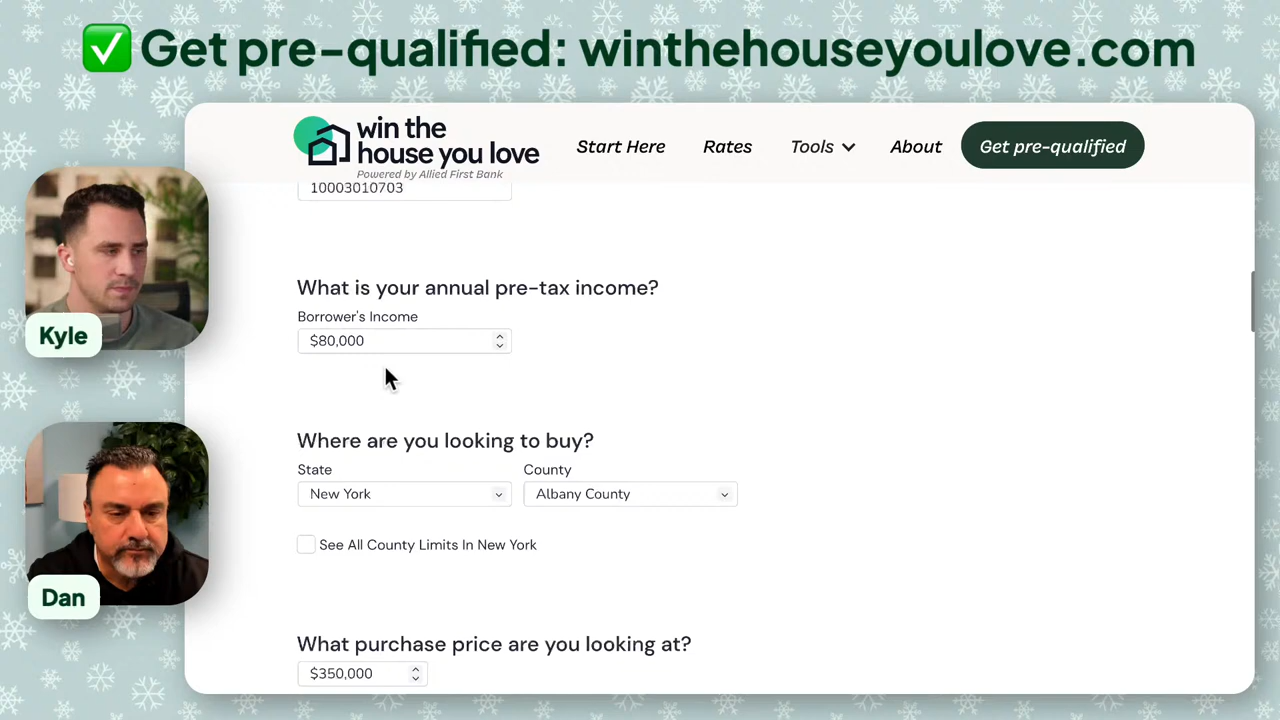 ✅ Get pre-qualified: winthehouseyoulove.com
win the
house you love
Powered by Allied First Bank
Start Here
Rates
Tools
About
Get pre-qualified
10003010703
What is your annual pre-tax income?
Borrower's Income
$80,000
Kyle
Where are you looking to buy?
State
County
New York
Albany County
See All County Limits In New York
Dan
What purchase price are you looking at?
$350,000